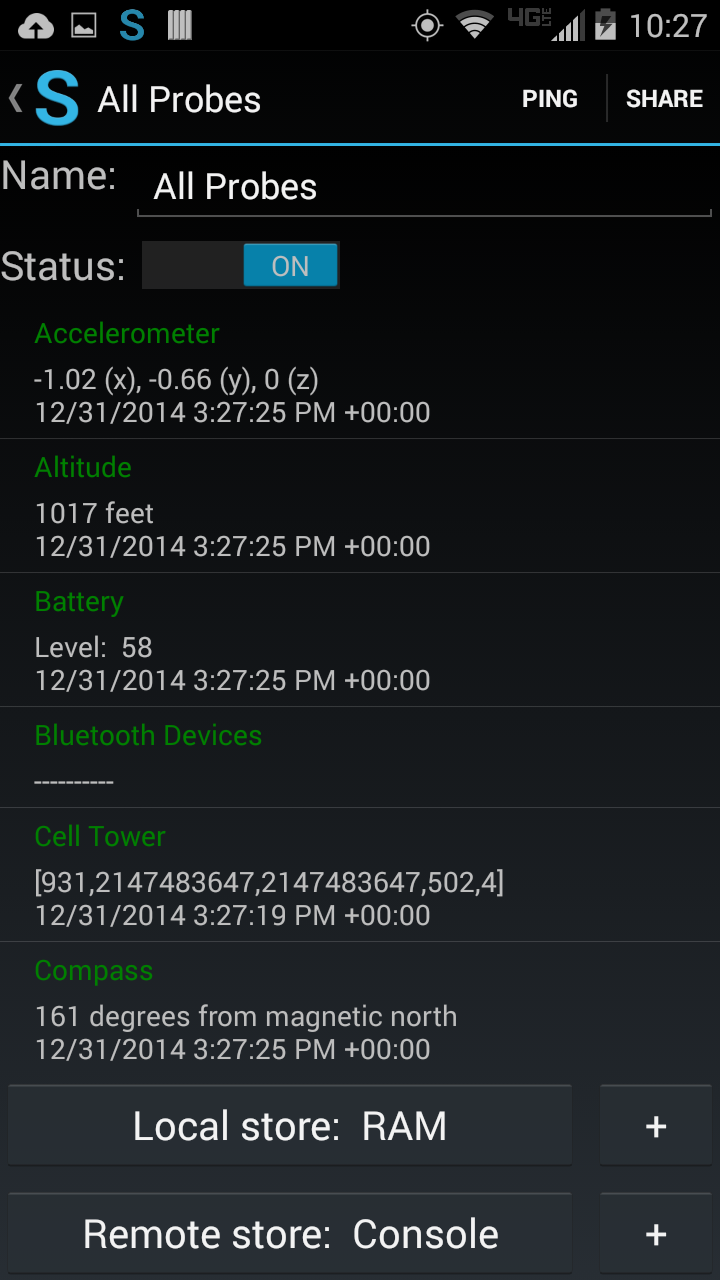 4G LTE 10:27
S All Probes PING SHARE
Name: All Probes
Status: ON
Accelerometer
-1.02 (x), -0.66 (y), 0 (z)
12/31/2014 3:27:25 PM +00:00
Altitude
1017 feet
12/31/2014 3:27:25 PM +00:00
Battery
Level:  58
12/31/2014 3:27:25 PM +00:00
Bluetooth Devices
----------
Cell Tower
[931,2147483647,2147483647,502,4]
12/31/2014 3:27:19 PM +00:00
Compass
161 degrees from magnetic north
12/31/2014 3:27:25 PM +00:00
Local store:  RAM +
Remote store:  Console +